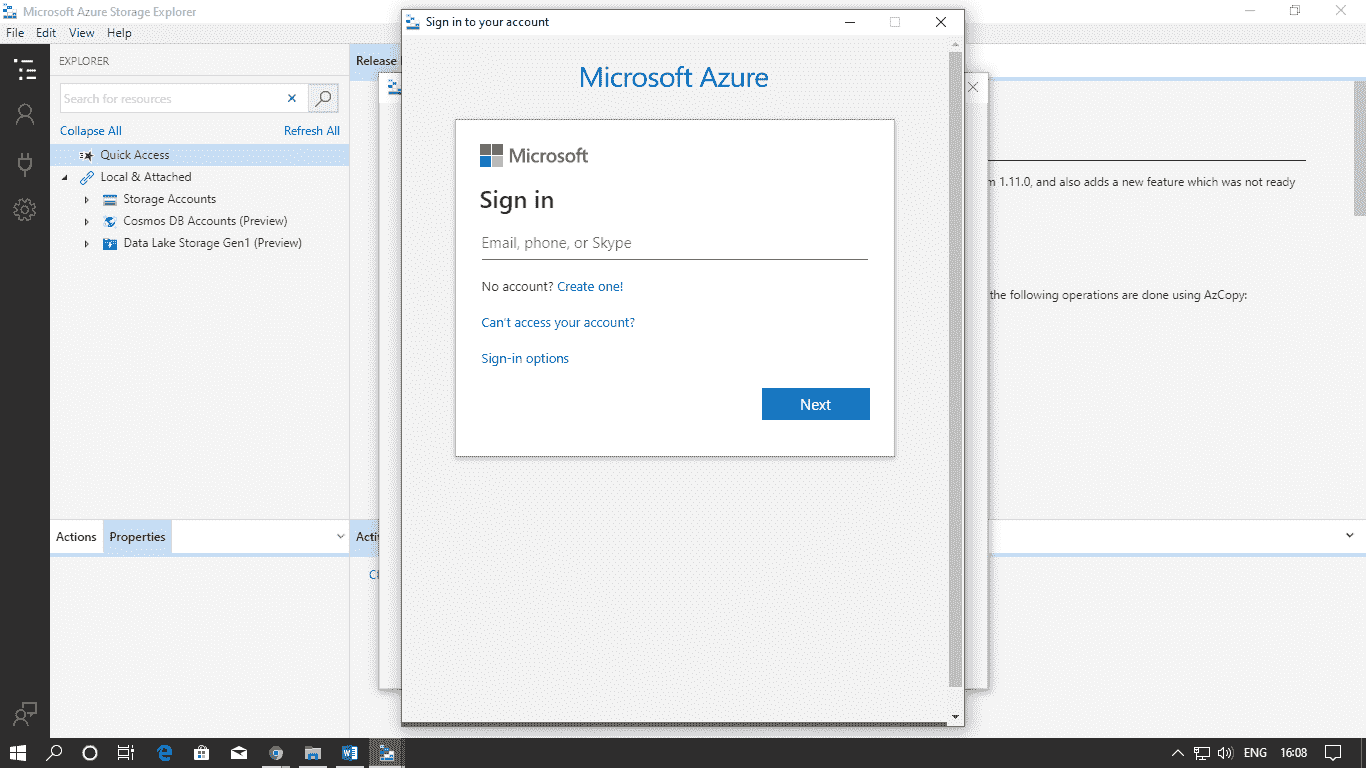 Microsoft Azure Storage Explorer
File Edit View Help
EXPLORER
Search for resources
Collapse All Refresh All
Quick Access
Local & Attached
Storage Accounts
Cosmos DB Accounts (Preview)
Data Lake Storage Gen1 (Preview)
Actions Properties
Release
1.11.0, and also adds a new feature which was not ready
the following operations are done using AzCopy:
Sign in to your account
Microsoft Azure
Microsoft
Sign in
Email, phone, or Skype
No account? Create one!
Can't access your account?
Sign-in options
Next
ENG 16:08